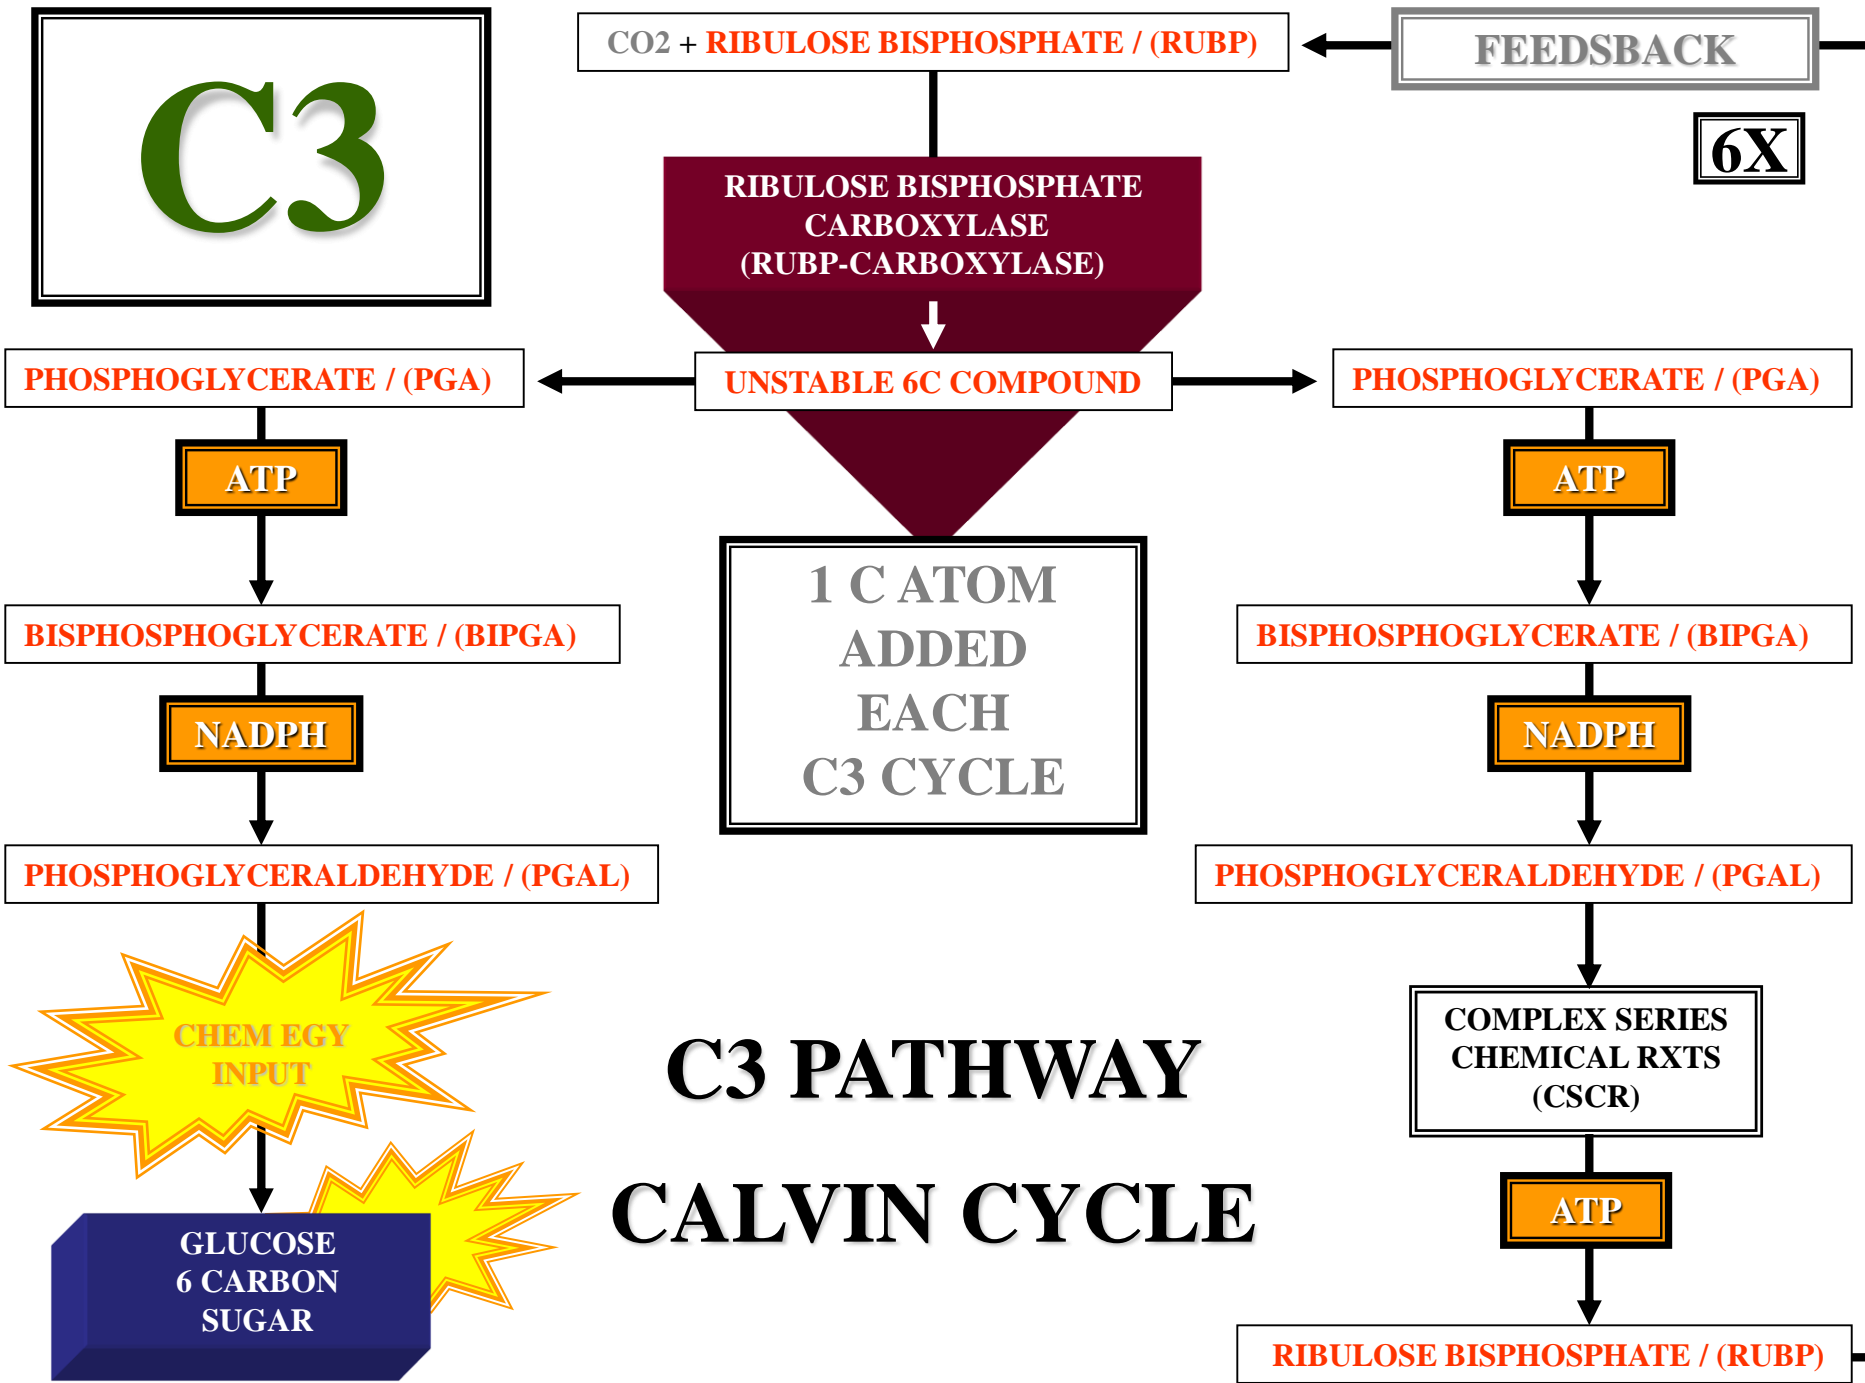 C3
CO2 + RIBULOSE BISPHOSPHATE / (RUBP)
FEEDSBACK
6X
RIBULOSE BISPHOSPHATE
CARBOXYLASE
(RUBP-CARBOXYLASE)
PHOSPHOGLYCERATE / (PGA)
UNSTABLE 6C COMPOUND
PHOSPHOGLYCERATE / (PGA)
ATP
ATP
1 C ATOM
ADDED
EACH
C3 CYCLE
BISPHOSPHOGLYCERATE / (BIPGA)
BISPHOSPHOGLYCERATE / (BIPGA)
NADPH
NADPH
PHOSPHOGLYCERALDEHYDE / (PGAL)
PHOSPHOGLYCERALDEHYDE / (PGAL)
CHEM EGY
INPUT
C3 PATHWAY
CALVIN CYCLE
COMPLEX SERIES
CHEMICAL RXTS
(CSCR)
ATP
GLUCOSE
6 CARBON
SUGAR
RIBULOSE BISPHOSPHATE / (RUBP)